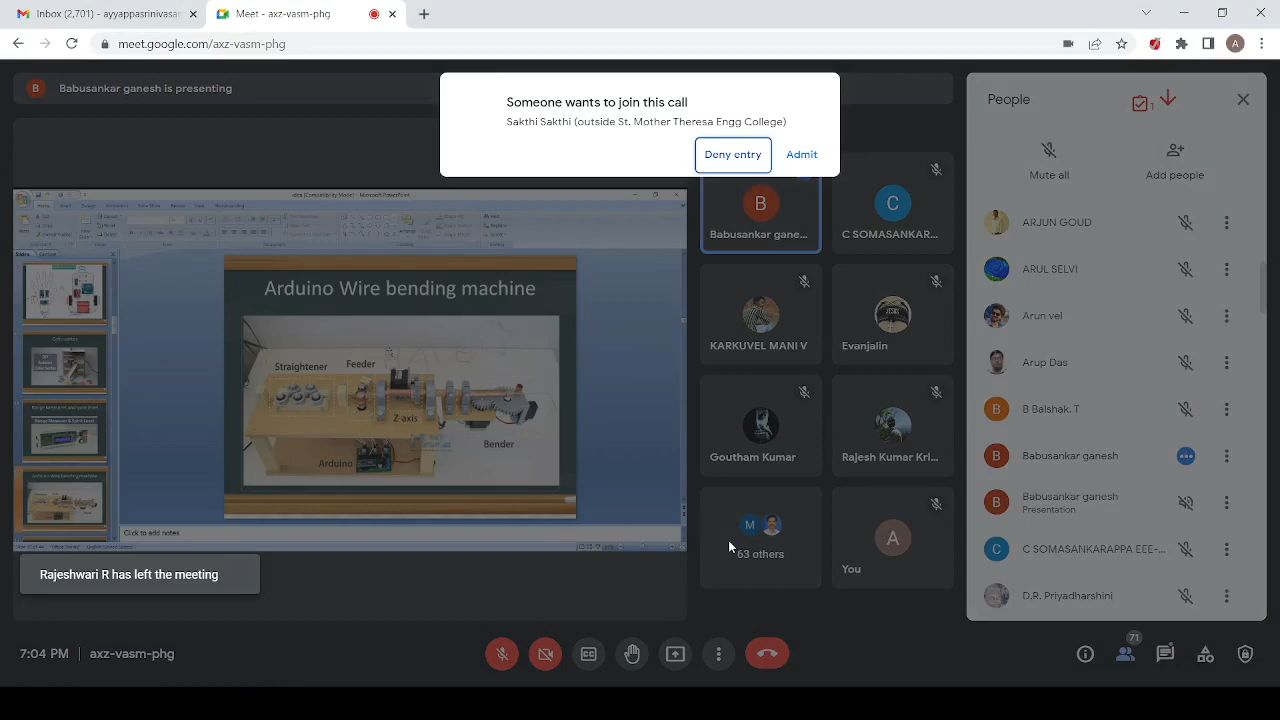 Inbox (2,701) - ayyappasrinivasar
Meet - axz-vasm-phg
meet.google.com/axz-vasm-phg
A
B
Babusankar ganesh is presenting
Someone wants to join this call
Sakthi Sakthi (outside St. Mother Theresa Engg College)
Deny entry
Admit
People
1
Mute all
Add people
ARJUN GOUD
ARUL SELVI
Arun vel
Arup Das
B
B Balshak. T
B
Babusankar ganesh
B
Babusankar ganesh
Presentation
C
C SOMASANKARAPPA EEE-...
D.R. Priyadharshini
B
Babusankar gane...
C
C SOMASANKAR...
KARKUVEL MANI V
Evanjalin
Goutham Kumar
Rajesh Kumar Kri...
M
63 others
A
You
Arduino Wire bending machine
Straightener
Feeder
Z-axis
Bender
Arduino
Click to add notes
Rajeshwari R has left the meeting
7:04 PM
axz-vasm-phg
71